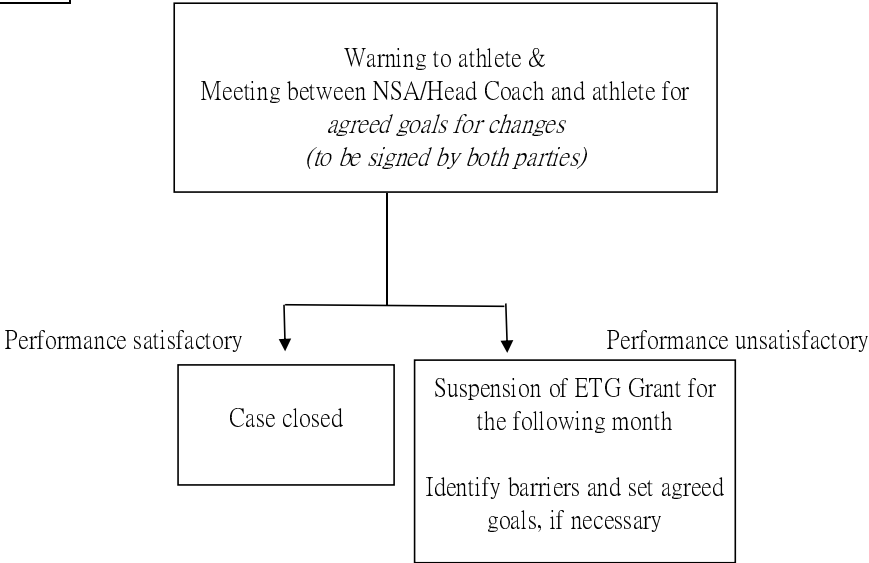 Warning to athlete &
Meeting between NSA/Head Coach and athlete for
agreed goals for changes
(to be signed by both parties)
Performance satisfactory
Performance unsatisfactory
Case closed
Suspension of ETG Grant for
the following month
Identify barriers and set agreed
goals, if necessary